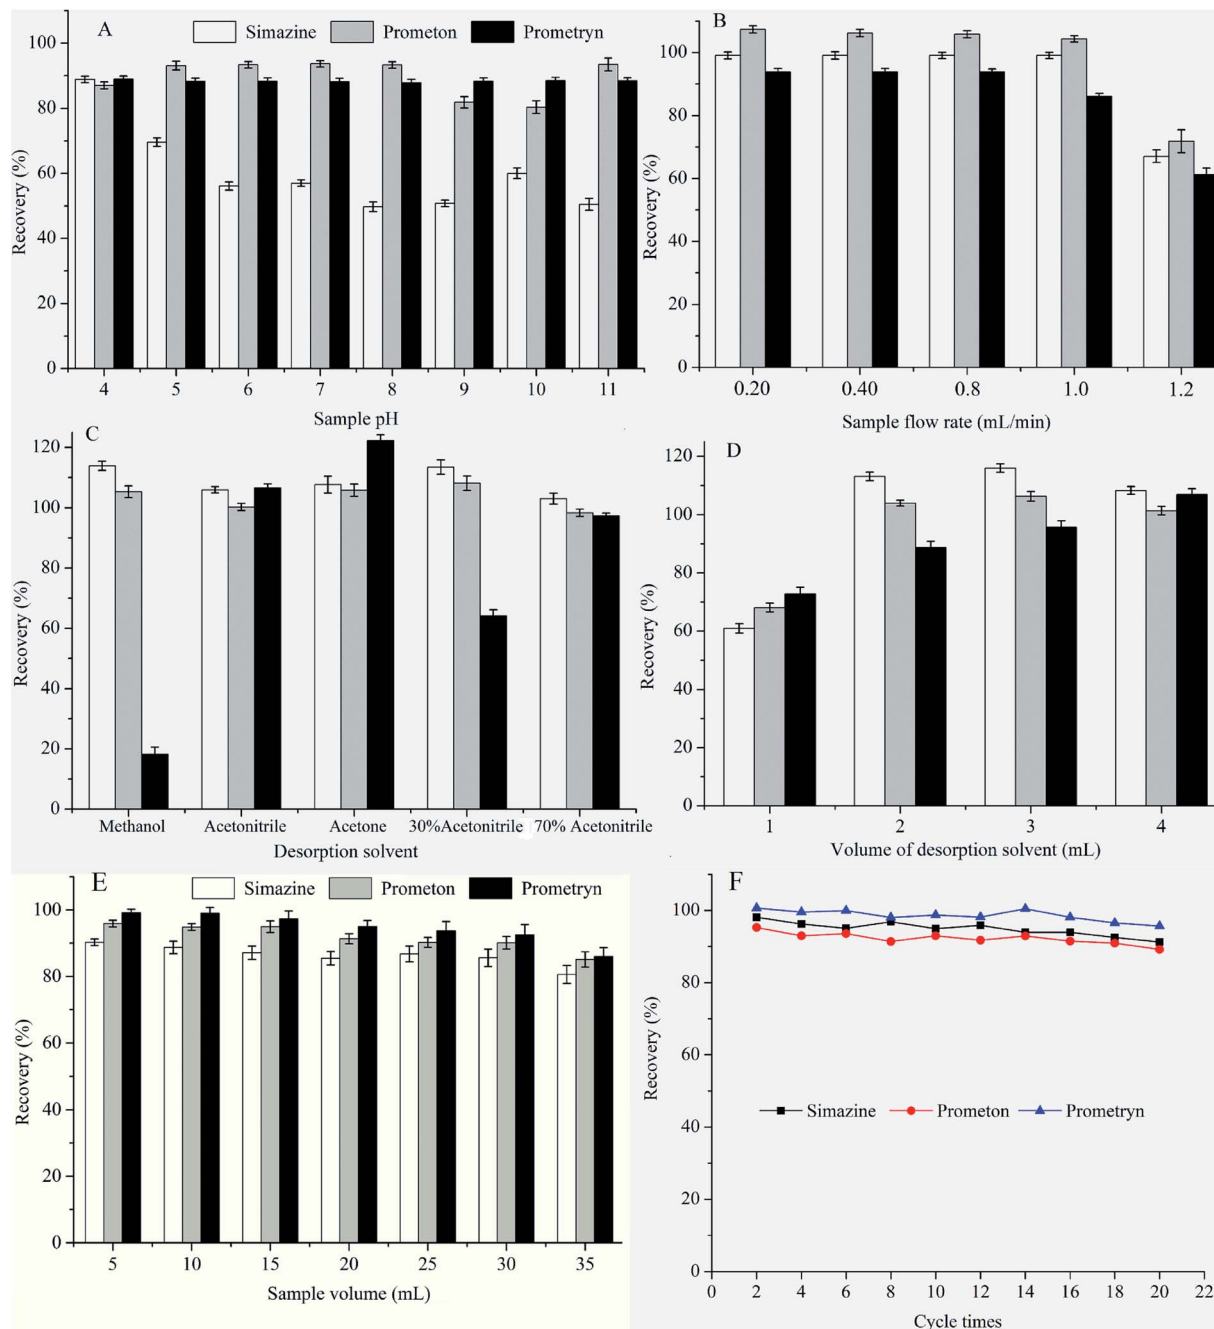 A
Simazine Prometon Prometryn
100
80
60
40
20
0
Recovery (%)
4 5 6 7 8 9 10 11
Sample pH
B
100
80
60
40
20
0
Recovery (%)
0.20 0.40 0.8 1.0 1.2
Sample flow rate (mL/min)
C
120
100
80
60
40
20
0
Recovery (%)
Methanol Acetonitrile Acetone 30%Acetonitrile 70% Acetonitrile
Desorption solvent
D
120
100
80
60
40
20
0
Recovery (%)
1 2 3 4
Volume of desorption solvent (mL)
E
Simazine Prometon Prometryn
100
80
60
40
20
0
Recovery (%)
5 10 15 20 25 30 35
Sample volume (mL)
F
100
80
60
40
20
0
Recovery (%)
Simazine Prometon Prometryn
0 2 4 6 8 10 12 14 16 18 20 22
Cycle times